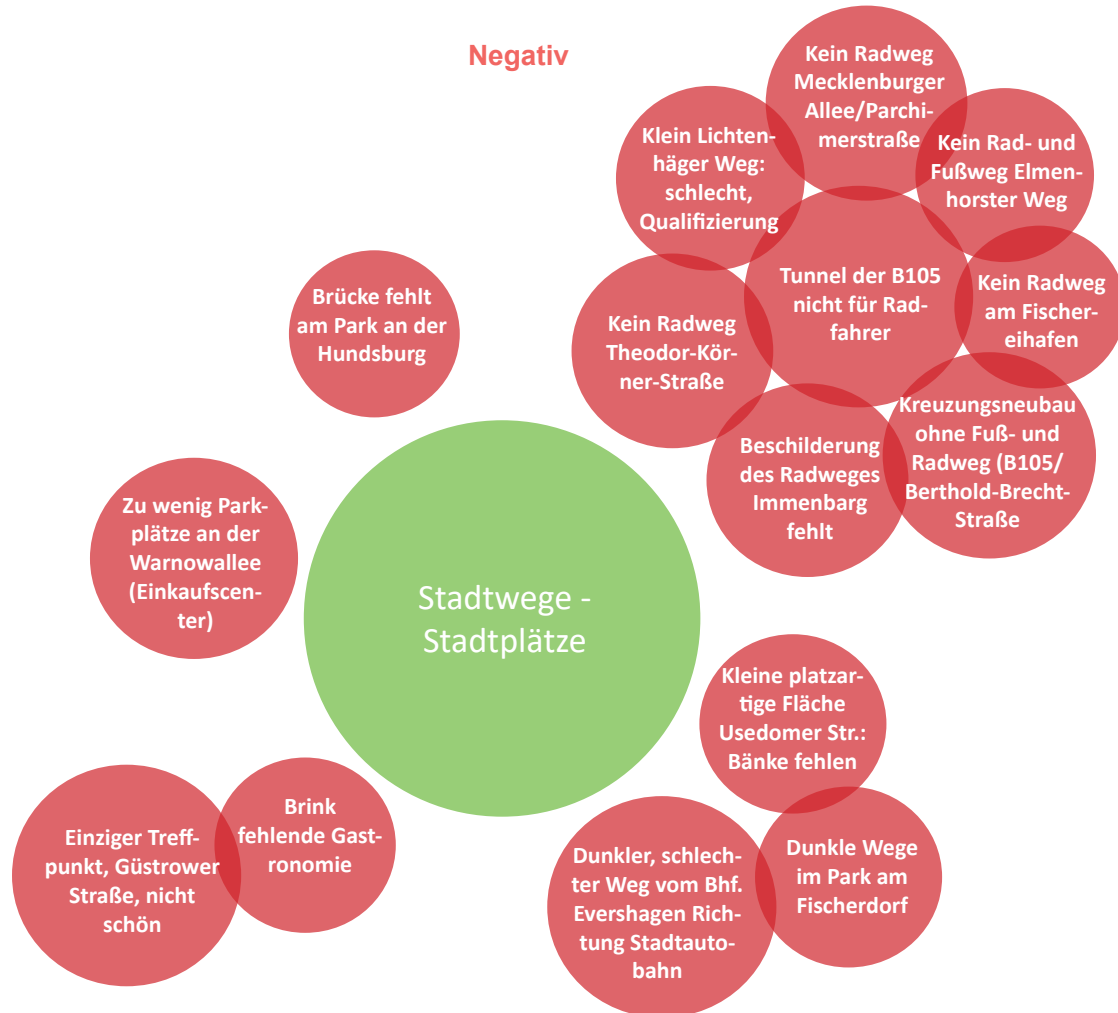 Negativ
Kein Radweg
Mecklenburger
Allee/Parchi-
merstraße
Klein Lichten-
häger Weg:
schlecht,
Qualifizierung
Kein Rad- und
Fußweg Elmen-
horster Weg
Tunnel der B105
nicht für Rad-
fahrer
Kein Radweg
am Fischer-
eihafen
Brücke fehlt
am Park an der
Hundsburg
Kein Radweg
Theodor-Kör-
ner-Straße
Kreuzungsneubau
ohne Fuß- und
Radweg (B105/
Berthold-Brecht-
Straße
Beschilderung
des Radweges
Immenbarg
fehlt
Zu wenig Park-
plätze an der
Warnowallee
(Einkaufscen-
ter)
Stadtwege -
Stadtplätze
Kleine platzar-
tige Fläche
Usedomer Str.:
Bänke fehlen
Brink
fehlende Gast-
ronomie
Einziger Treff-
punkt, Güstrower
Straße, nicht
schön
Dunkler, schlech-
ter Weg vom Bhf.
Evershagen Rich-
tung Stadtauto-
bahn
Dunkle Wege
im Park am
Fischerdorf